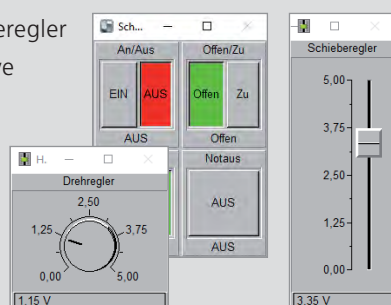 eregler
Sch...
An/Aus
Offen/Zu
EIN
AUS
Offen
Zu
AUS
Offen
Notaus
AUS
AUS
H.
Drehregler
2,50
1,25
3,75
0,00
5,00
1,15 V
Schieberegler
5,00
3,75
2,50
1,25
0,00
3,35 V